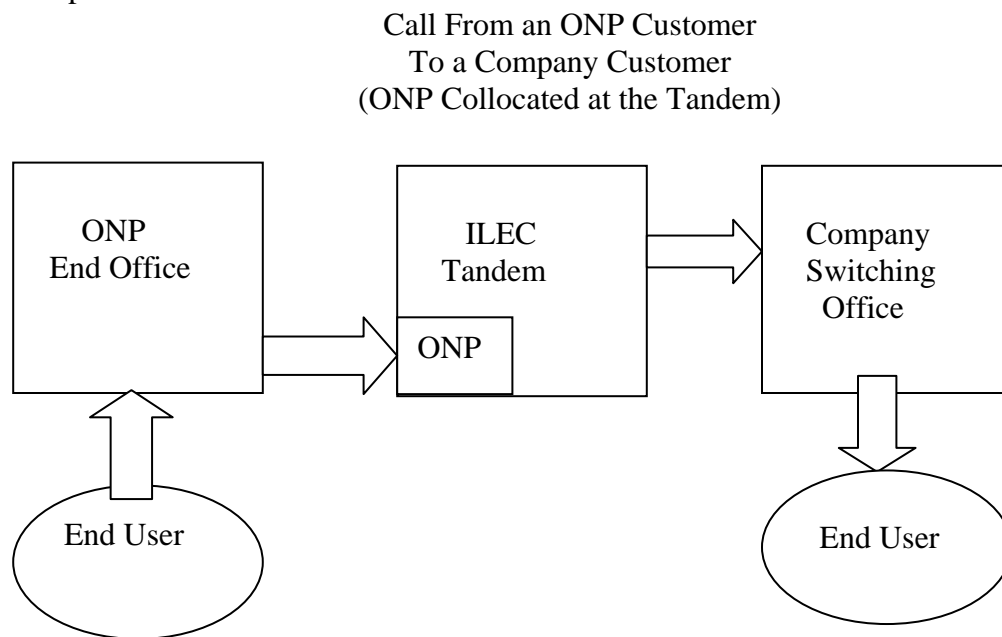 Call From an ONP Customer
To a Company Customer
(ONP Collocated at the Tandem)
ONP
End Office
ILEC
Tandem
ONP
Company
Switching
Office
End User
End User